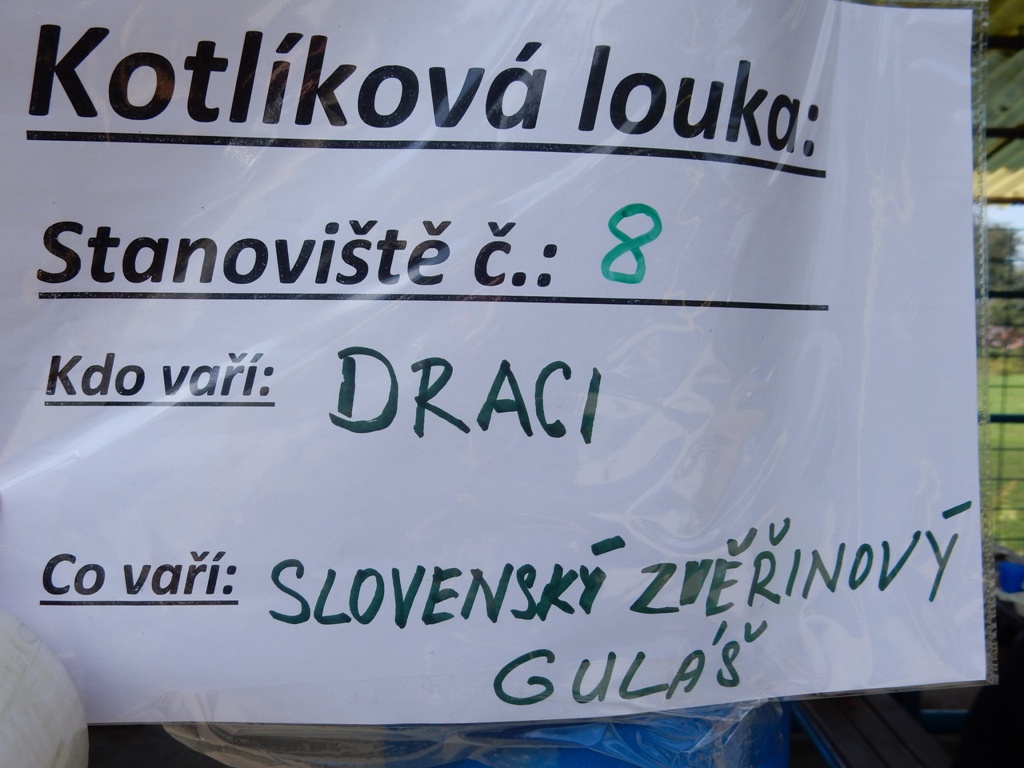 Kotlíková louka:
Stanoviště č.: 8
Kdo vaří: DRACI
Co vaří: SLOVENSKÝ ZVĚŘINOVÝ
GULÁŠ